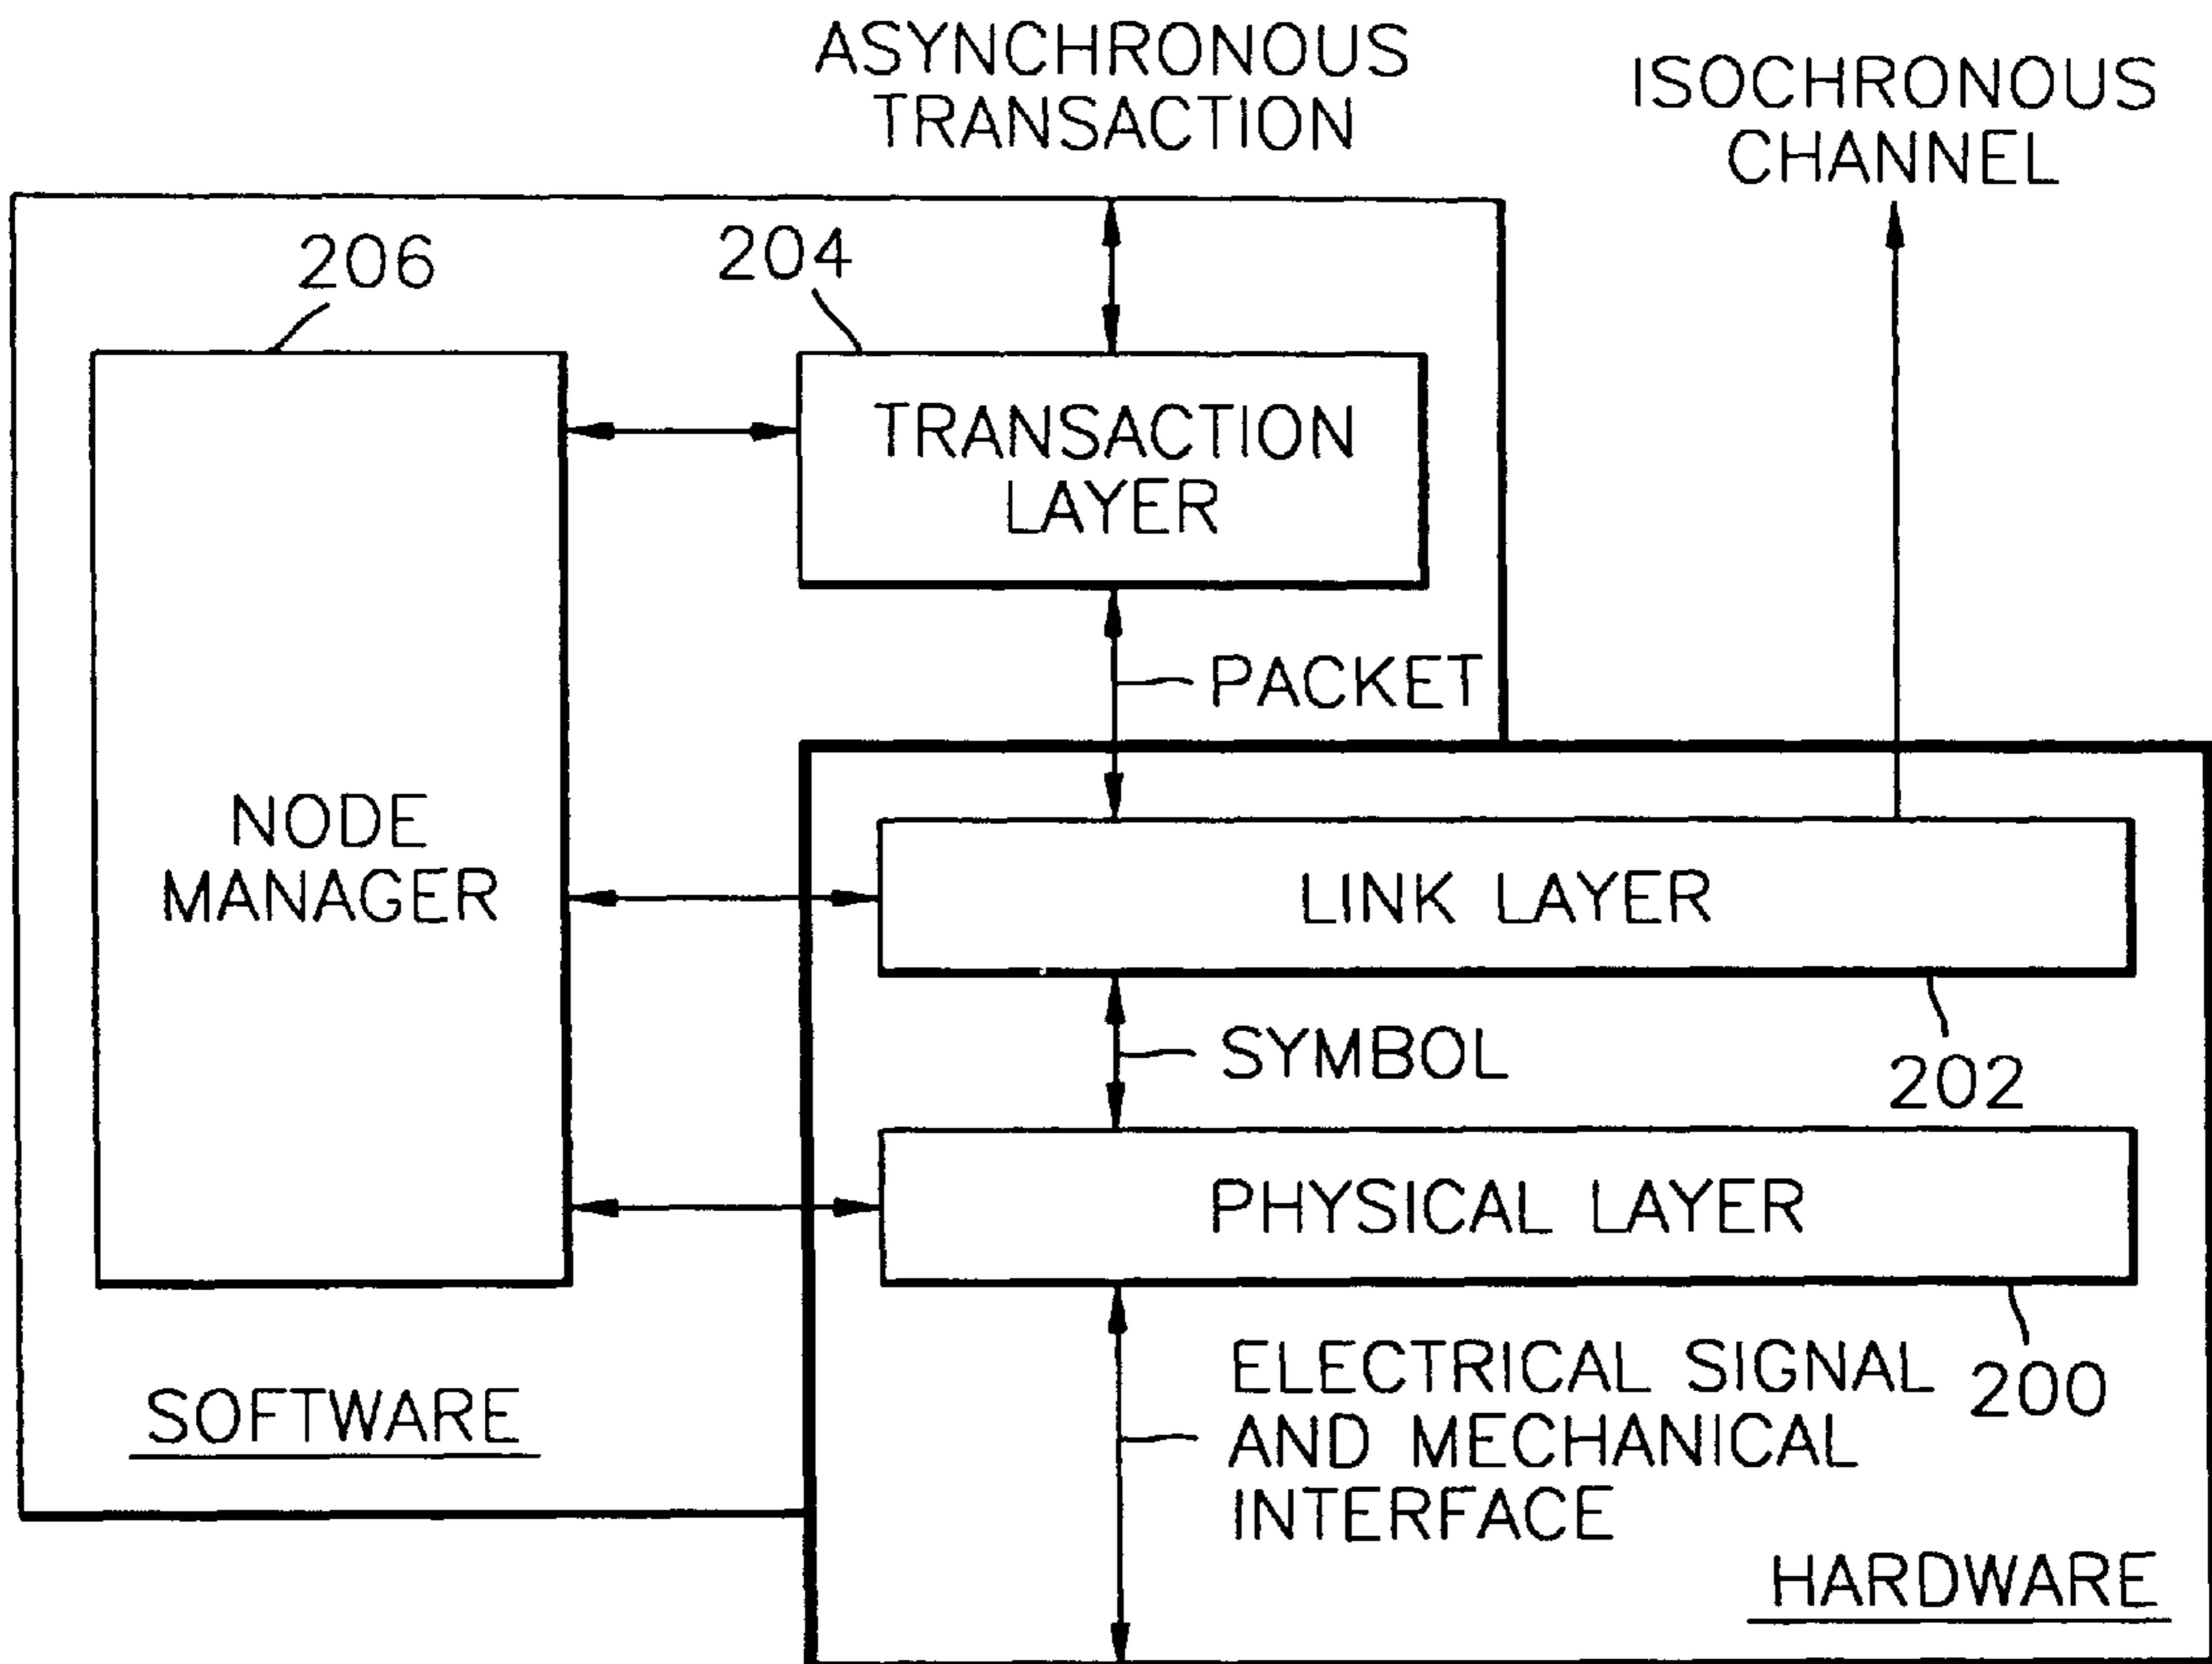 ASYNCHRONOUS
TRANSACTION
ISOCHRONOUS
CHANNEL
206
204
TRANSACTION
LAYER
PACKET
NODE
MANAGER
LINK LAYER
SYMBOL
202
PHYSICAL LAYER
ELECTRICAL SIGNAL
AND MECHANICAL
INTERFACE
200
SOFTWARE
HARDWARE